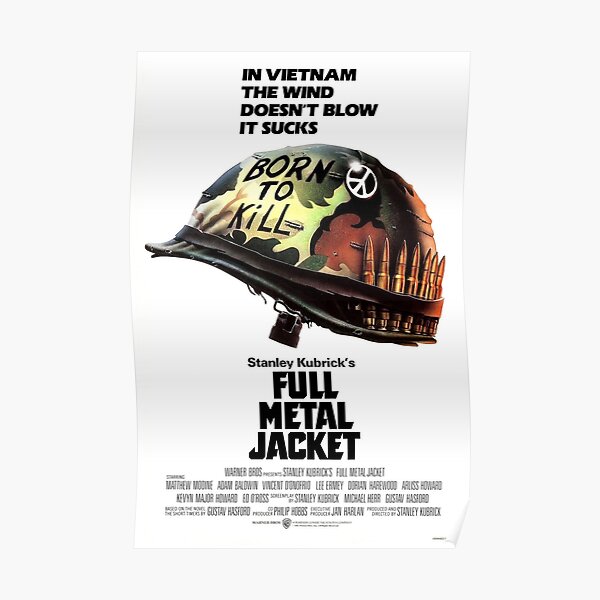 IN VIETNAM
THE WIND
DOESN'T BLOW
IT SUCKS
BORN
TO
KiLL
Stanley Kubrick's
FULL
METAL
JACKET
WARNER BROS PRESENTS STANLEY KUBRICK'S FULL METAL JACKET
STARRING
MATTHEW MODINE ADAM BALDWIN VINCENT D'ONOFRIO LEE ERMEY DORIAN HAREWOOD ARLISS HOWARD
KEVYN MAJOR HOWARD ED O'ROSS SCREENPLAY BY STANLEY KUBRICK MICHAEL HERR GUSTAV HASFORD
BASED ON THE NOVEL THE SHORT-TIMERS BY GUSTAV HASFORD CO PRODUCER PHILIP HOBBS EXECUTIVE PRODUCER JAN HARLAN PRODUCED AND DIRECTED BY STANLEY KUBRICK
WARNER BROS